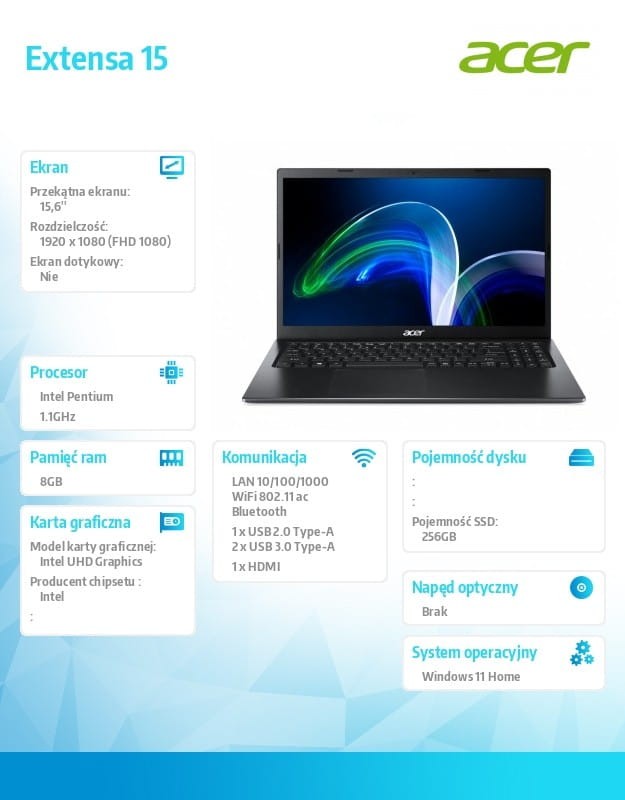 Extensa 15
acer
Ekran
Przekątna ekranu:
15,6"
Rozdzielczość:
1920 x 1080 (FHD 1080)
Ekran dotykowy:
Nie
acer
Procesor
Intel Pentium
1.1GHz
Pamięć ram
8GB
Karta graficzna
Model karty graficznej:
Intel UHD Graphics
Producent chipsetu :
Intel
:
Komunikacja
LAN 10/100/1000
WiFi 802.11 ac
Bluetooth
1 x USB 2.0 Type-A
2 x USB 3.0 Type-A
1 x HDMI
Pojemność dysku
:
:
Pojemność SSD:
256GB
Napęd optyczny
Brak
System operacyjny
Windows 11 Home